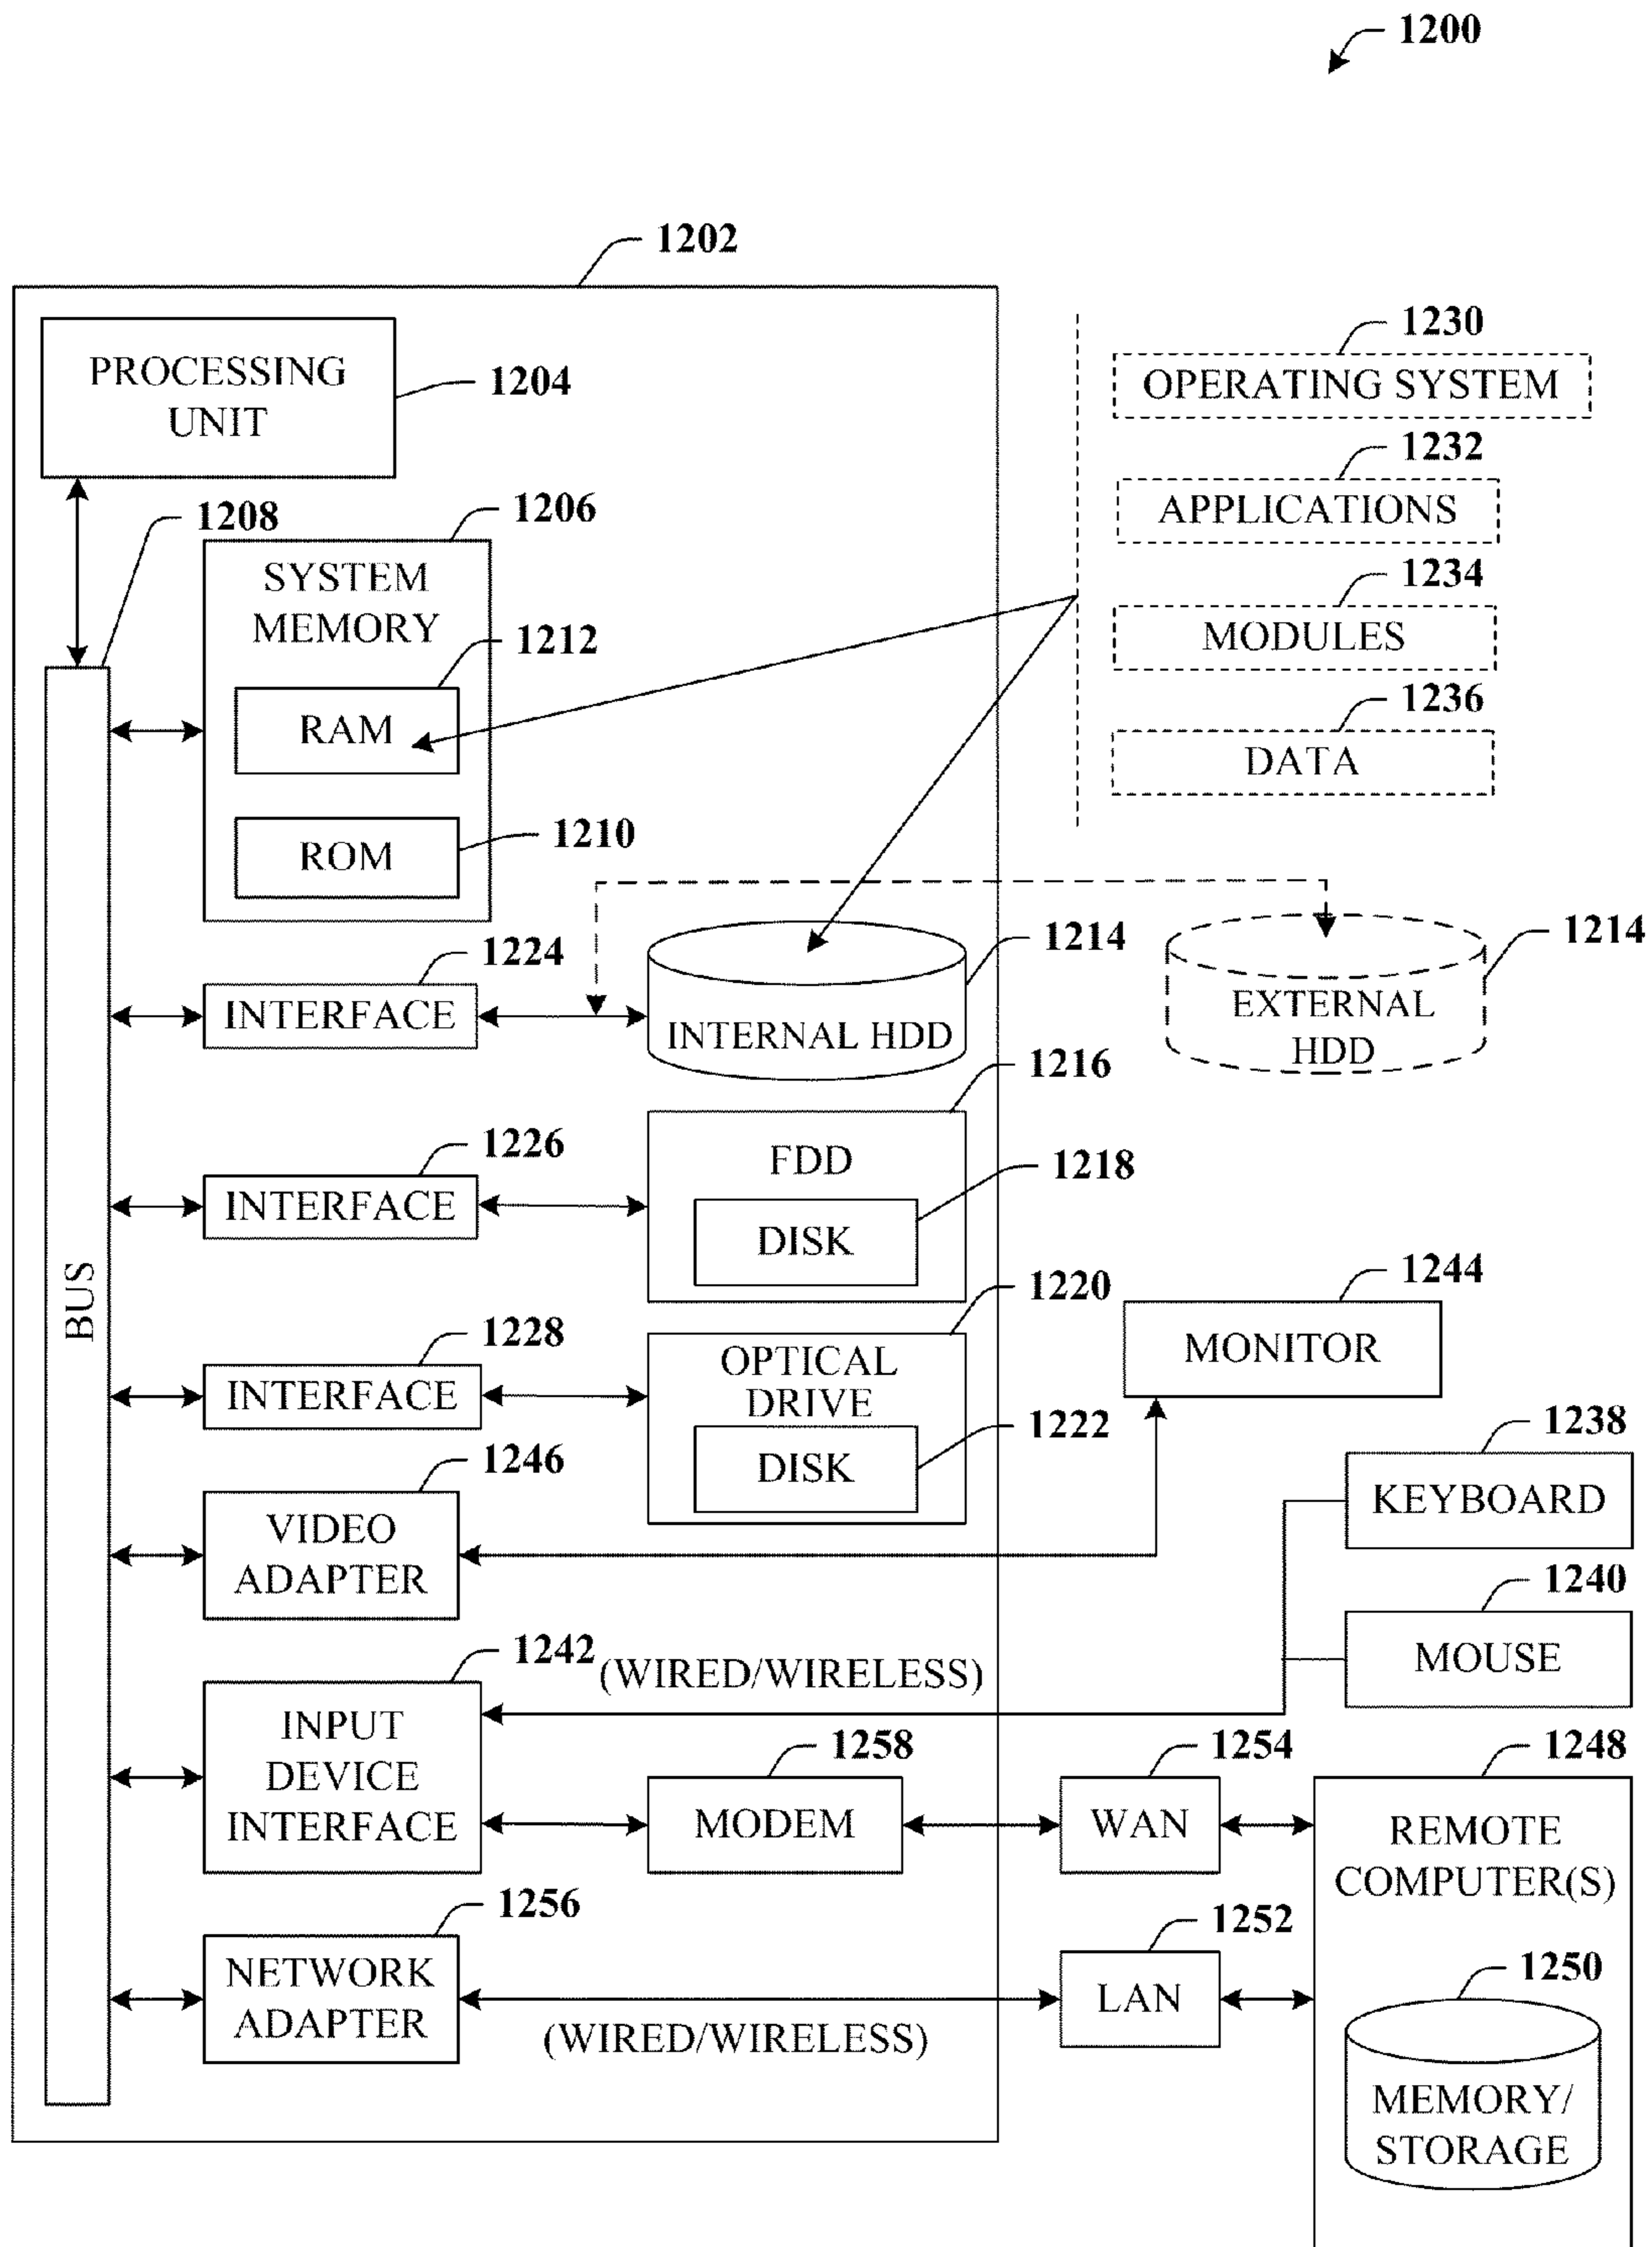 1200
1202
PROCESSING
UNIT
1204
1230
OPERATING SYSTEM
1232
APPLICATIONS
1234
MODULES
1236
DATA
1208
1206
SYSTEM
MEMORY
1212
RAM
1210
ROM
1224
INTERFACE
1214
INTERNAL HDD
1214
EXTERNAL
HDD
1216
FDD
1218
DISK
1226
INTERFACE
BUS
1220
OPTICAL
DRIVE
1222
DISK
1228
INTERFACE
1244
MONITOR
1246
VIDEO
ADAPTER
1238
KEYBOARD
1240
MOUSE
1242
(WIRED/WIRELESS)
INPUT
DEVICE
INTERFACE
1258
MODEM
1254
WAN
1248
REMOTE
COMPUTER(S)
1256
NETWORK
ADAPTER
(WIRED/WIRELESS)
1252
LAN
1250
MEMORY/
STORAGE